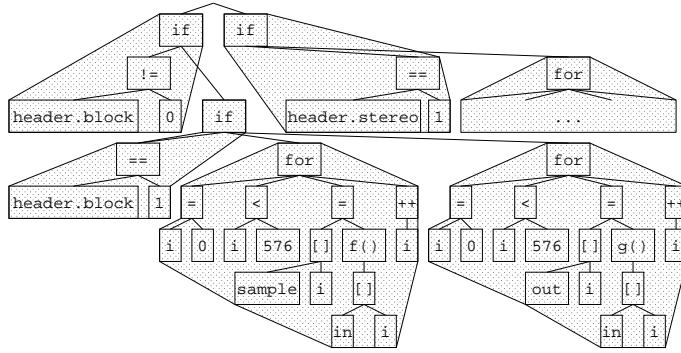 if if
!= == for
header.block 0 if header.stereo 1 ...
== for for
header.block 1 = < = ++ = < = ++
i 0 i 576 [] f() i i 0 i 576 [] g() i
sample i [] out i []
in i in i